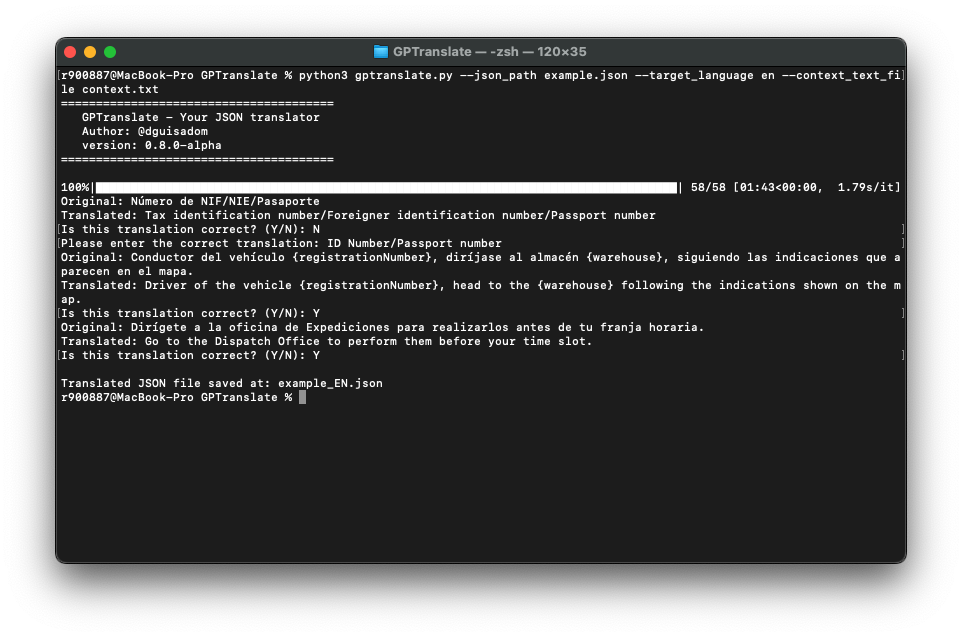 GPTranslate — -zsh — 120×35
r900887@MacBook-Pro GPTranslate % python3 gptranslate.py --json_path example.json --target_language en --context_text_fi
le context.txt
=======================================
   GPTranslate - Your JSON translator
   Author: @dguisadom
   version: 0.8.0-alpha
=======================================
100%| | 58/58 [01:43<00:00,  1.79s/it]
Original: Número de NIF/NIE/Pasaporte
Translated: Tax identification number/Foreigner identification number/Passport number
[Is this translation correct? (Y/N): N ]
[Please enter the correct translation: ID Number/Passport number ]
Original: Conductor del vehículo {registrationNumber}, diríjase al almacén {warehouse}, siguiendo las indicaciones que a
parecen en el mapa.
Translated: Driver of the vehicle {registrationNumber}, head to the {warehouse} following the indications shown on the m
ap.
[Is this translation correct? (Y/N): Y ]
Original: Dirígete a la oficina de Expediciones para realizarlos antes de tu franja horaria.
Translated: Go to the Dispatch Office to perform them before your time slot.
[Is this translation correct? (Y/N): Y ]
Translated JSON file saved at: example_EN.json
r900887@MacBook-Pro GPTranslate %